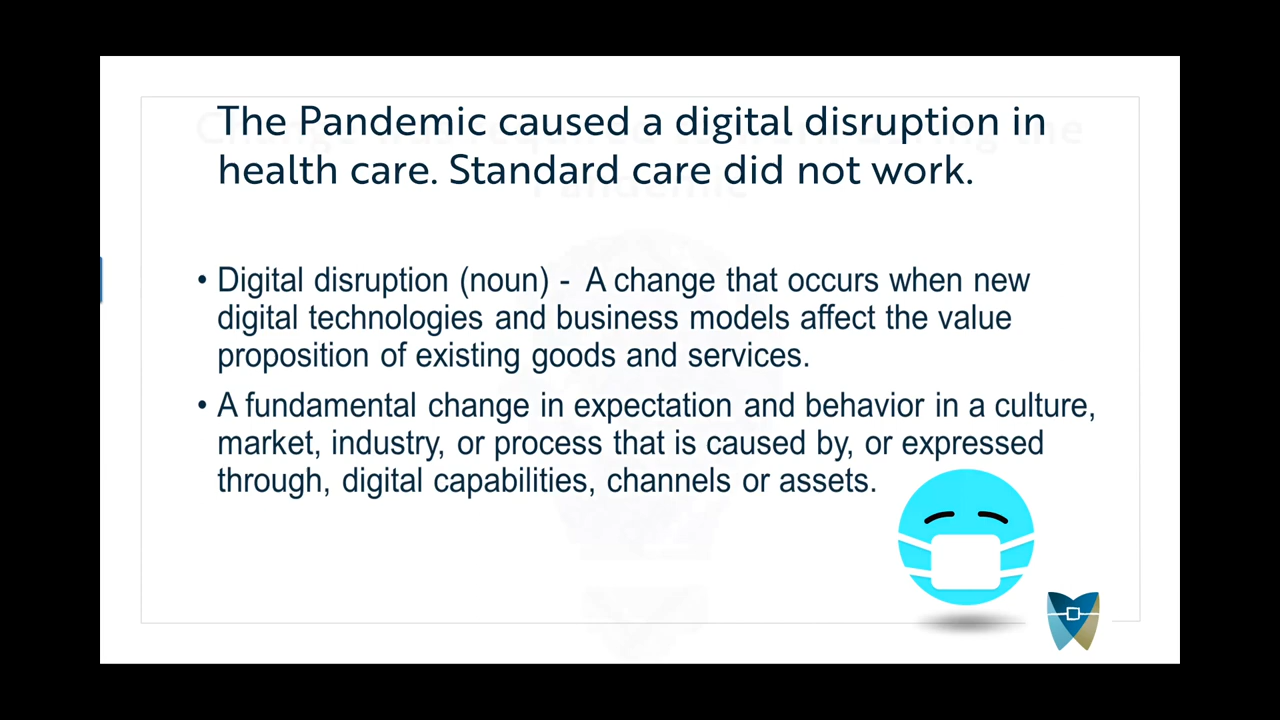 The Pandemic caused a digital disruption in
health care. Standard care did not work.
• Digital disruption (noun) - A change that occurs when new
digital technologies and business models affect the value
proposition of existing goods and services.
• A fundamental change in expectation and behavior in a culture,
market, industry, or process that is caused by, or expressed
through, digital capabilities, channels or assets.